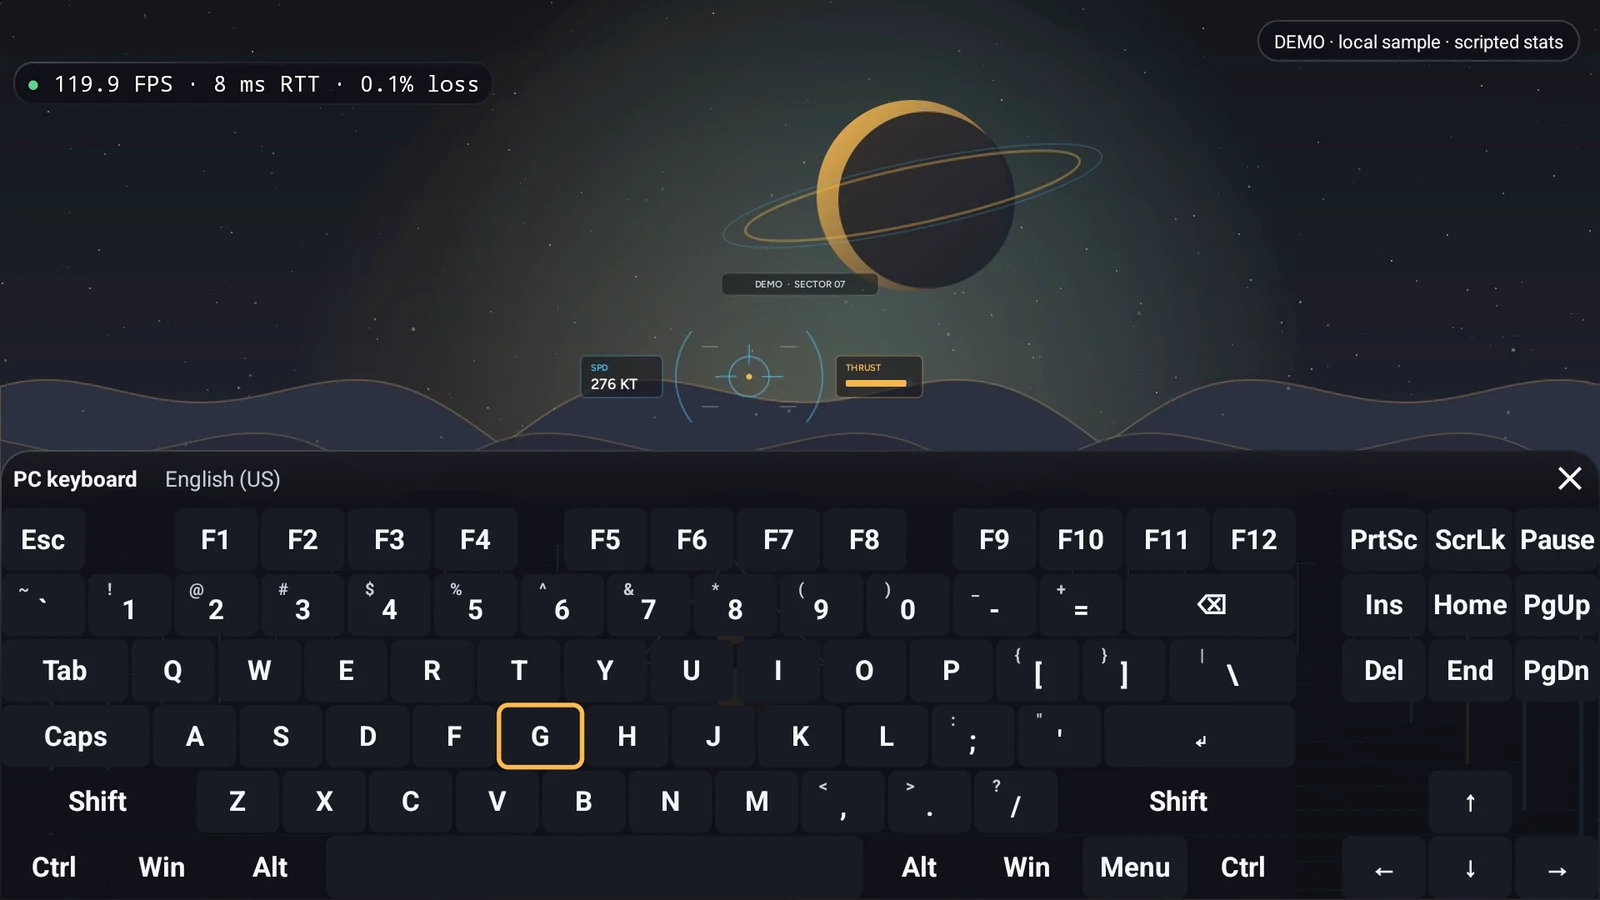 DEMO · local sample · scripted stats
119.9 FPS · 8 ms RTT · 0.1% loss
DEMO · SECTOR 07
SPD
276 KT
THRUST
PC keyboard English (US)
Esc F1 F2 F3 F4 F5 F6 F7 F8 F9 F10 F11 F12 PrtSc ScrLk Pause
~ ` ! 1 @ 2 # 3 $ 4 % 5 ^ 6 & 7 * 8 ( 9 ) 0 _ - + = ⌫ Ins Home PgUp
Tab Q W E R T Y U I O P { [ } ] | \ Del End PgDn
Caps A S D F G H J K L : ; " ' ↵
Shift Z X C V B N M < , > . ? / Shift ↑
Ctrl Win Alt Alt Win Menu Ctrl ← ↓ →